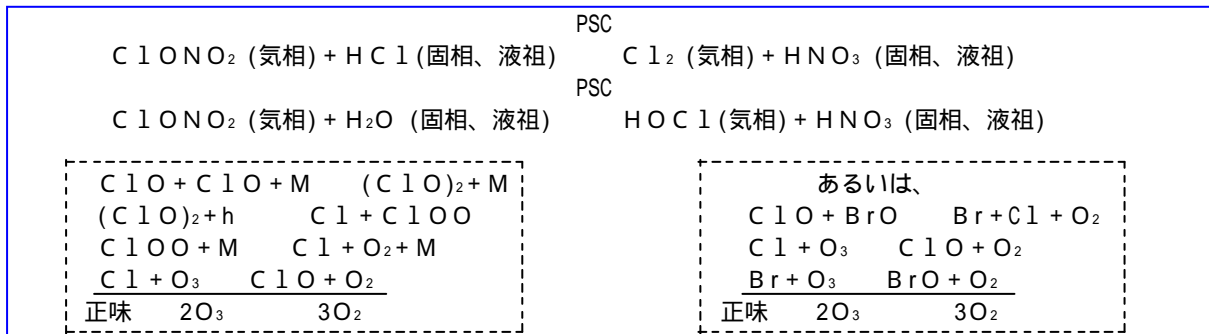 PSC
ＣｌＯＮＯ₂ (気相)+ＨＣｌ(固相、液祖) Ｃｌ₂ (気相)+ＨＮＯ₃ (固相、液祖)
PSC
ＣｌＯＮＯ₂ (気相)+H₂O (固相、液祖) ＨＯＣｌ(気相)+ＨＮＯ₃ (固相、液祖)
ＣｌＯ+ＣｌＯ+Ｍ (ＣｌＯ)₂+Ｍ
(ＣｌＯ)₂+h Ｃｌ+ＣｌＯＯ
ＣｌＯＯ+Ｍ Ｃｌ+Ｏ₂+Ｍ
Ｃｌ+Ｏ₃ ＣｌＯ+Ｏ₂
正味 2Ｏ₃ 3Ｏ₂
あるいは、
ＣｌＯ+BrＯ Br+Ｃｌ+Ｏ₂
Ｃｌ+Ｏ₃ ＣｌＯ+Ｏ₂
Br+Ｏ₃ BrＯ+Ｏ₂
正味 2Ｏ₃ 3Ｏ₂